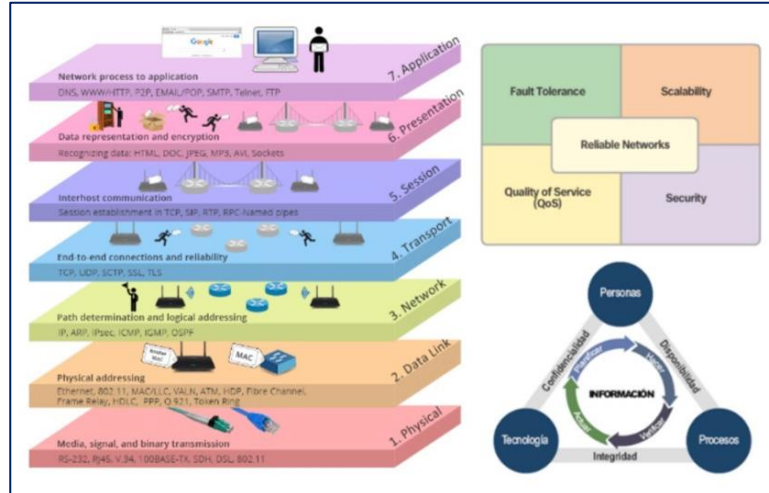 7. Application
Google
Network process to application
DNS, WWW/HTTP, P2P, EMAIL/POP, SMTP, Telnet, FTP
6. Presentation
Data representation and encryption
Recognizing data: HTML, DOC, JPEG, MP3, AVI, Sockets
5. Session
Interhost communication
Session establishment in TCP, SIP, RTP, RPC-Named pipes
4. Transport
End-to-end connections and reliability
TCP, UDP, SCTP, SSL, TLS
3. Network
Path determination and logical addressing
IP, ARP, IPsec, ICMP, IGMP, OSPF
2. Data Link
MAC
MAC
Physical addressing
Ethernet, 802.11, MAC/LLC, VALN, ATM, HDP, Fibre Channel,
Frame Relay, HDLC, PPP, Q.921, Token Ring
1. Physical
Media, signal, and binary transmission
RS-232, RJ45, V.34, 100BASE-TX, SDH, DSL, 802.11
Fault Tolerance
Scalability
Reliable Networks
Quality of Service
(QoS)
Security
Personas
Confidencialidad
Disponibilidad
Planificar
Hacer
INFORMACIÓN
Actuar
Verificar
Tecnología
Procesos
Integridad